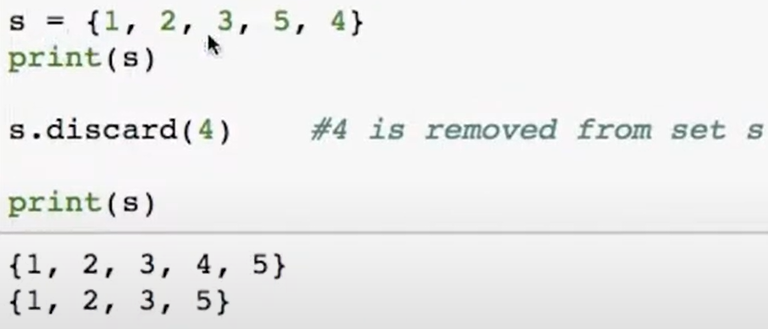 s = {1, 2, 3, 5, 4}
print(s)
s.discard(4)    #4 is removed from set s
print(s)
{1, 2, 3, 4, 5}
{1, 2, 3, 5}